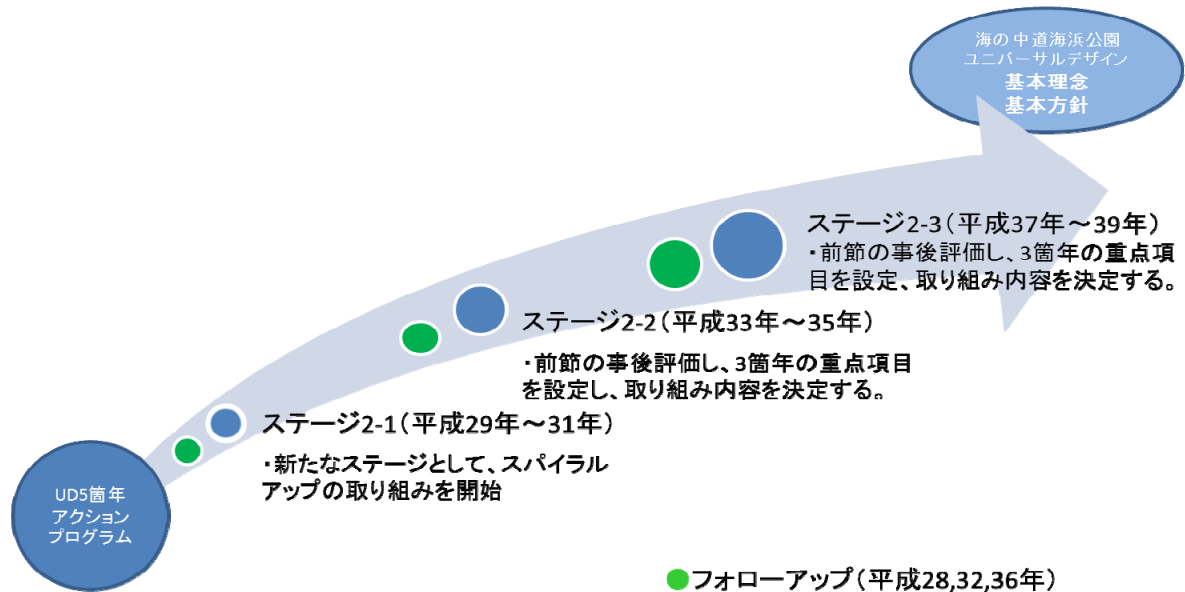 海の中道海浜公園
ユニバーサルデザイン
基本理念
基本方針
ステージ2-3(平成37年～39年)
・前節の事後評価し、3箇年の重点項
目を設定、取り組み内容を決定する。
ステージ2-2(平成33年～35年)
・前節の事後評価し、3箇年の重点項目
を設定し、取り組み内容を決定する。
ステージ2-1(平成29年～31年)
・新たなステージとして、スパイラル
アップの取り組みを開始
UD5箇年
アクション
プログラム
フォローアップ(平成28,32,36年)